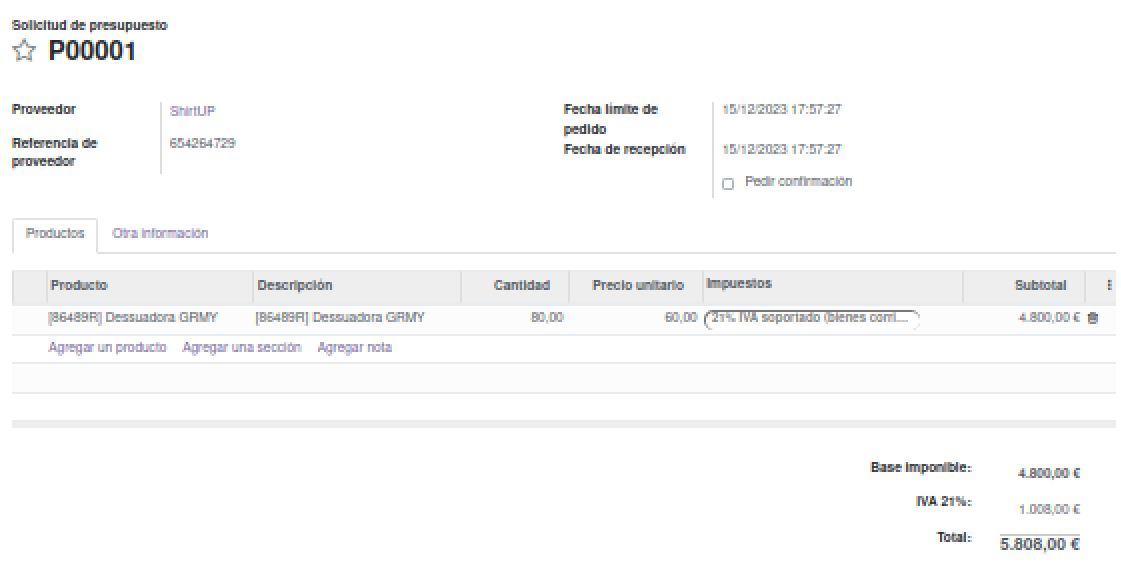 Solicitud de presupuesto
P00001
Proveedor ShirtUP
Referencia de proveedor 654264729
Fecha límite de pedido 15/12/2023 17:57:27
Fecha de recepción 15/12/2023 17:57:27
Pedir confirmación
Productos Otra información
Producto Descripción Cantidad Precio unitario Impuestos Subtotal
[86489R] Dessuadora GRMY [86489R] Dessuadora GRMY 80,00 60,00 21% IVA soportado (bienes corri... 4.800,00 €
Agregar un producto Agregar una sección Agregar nota
Base imponible: 4.800,00 €
IVA 21%: 1.008,00 €
Total: 5.808,00 €